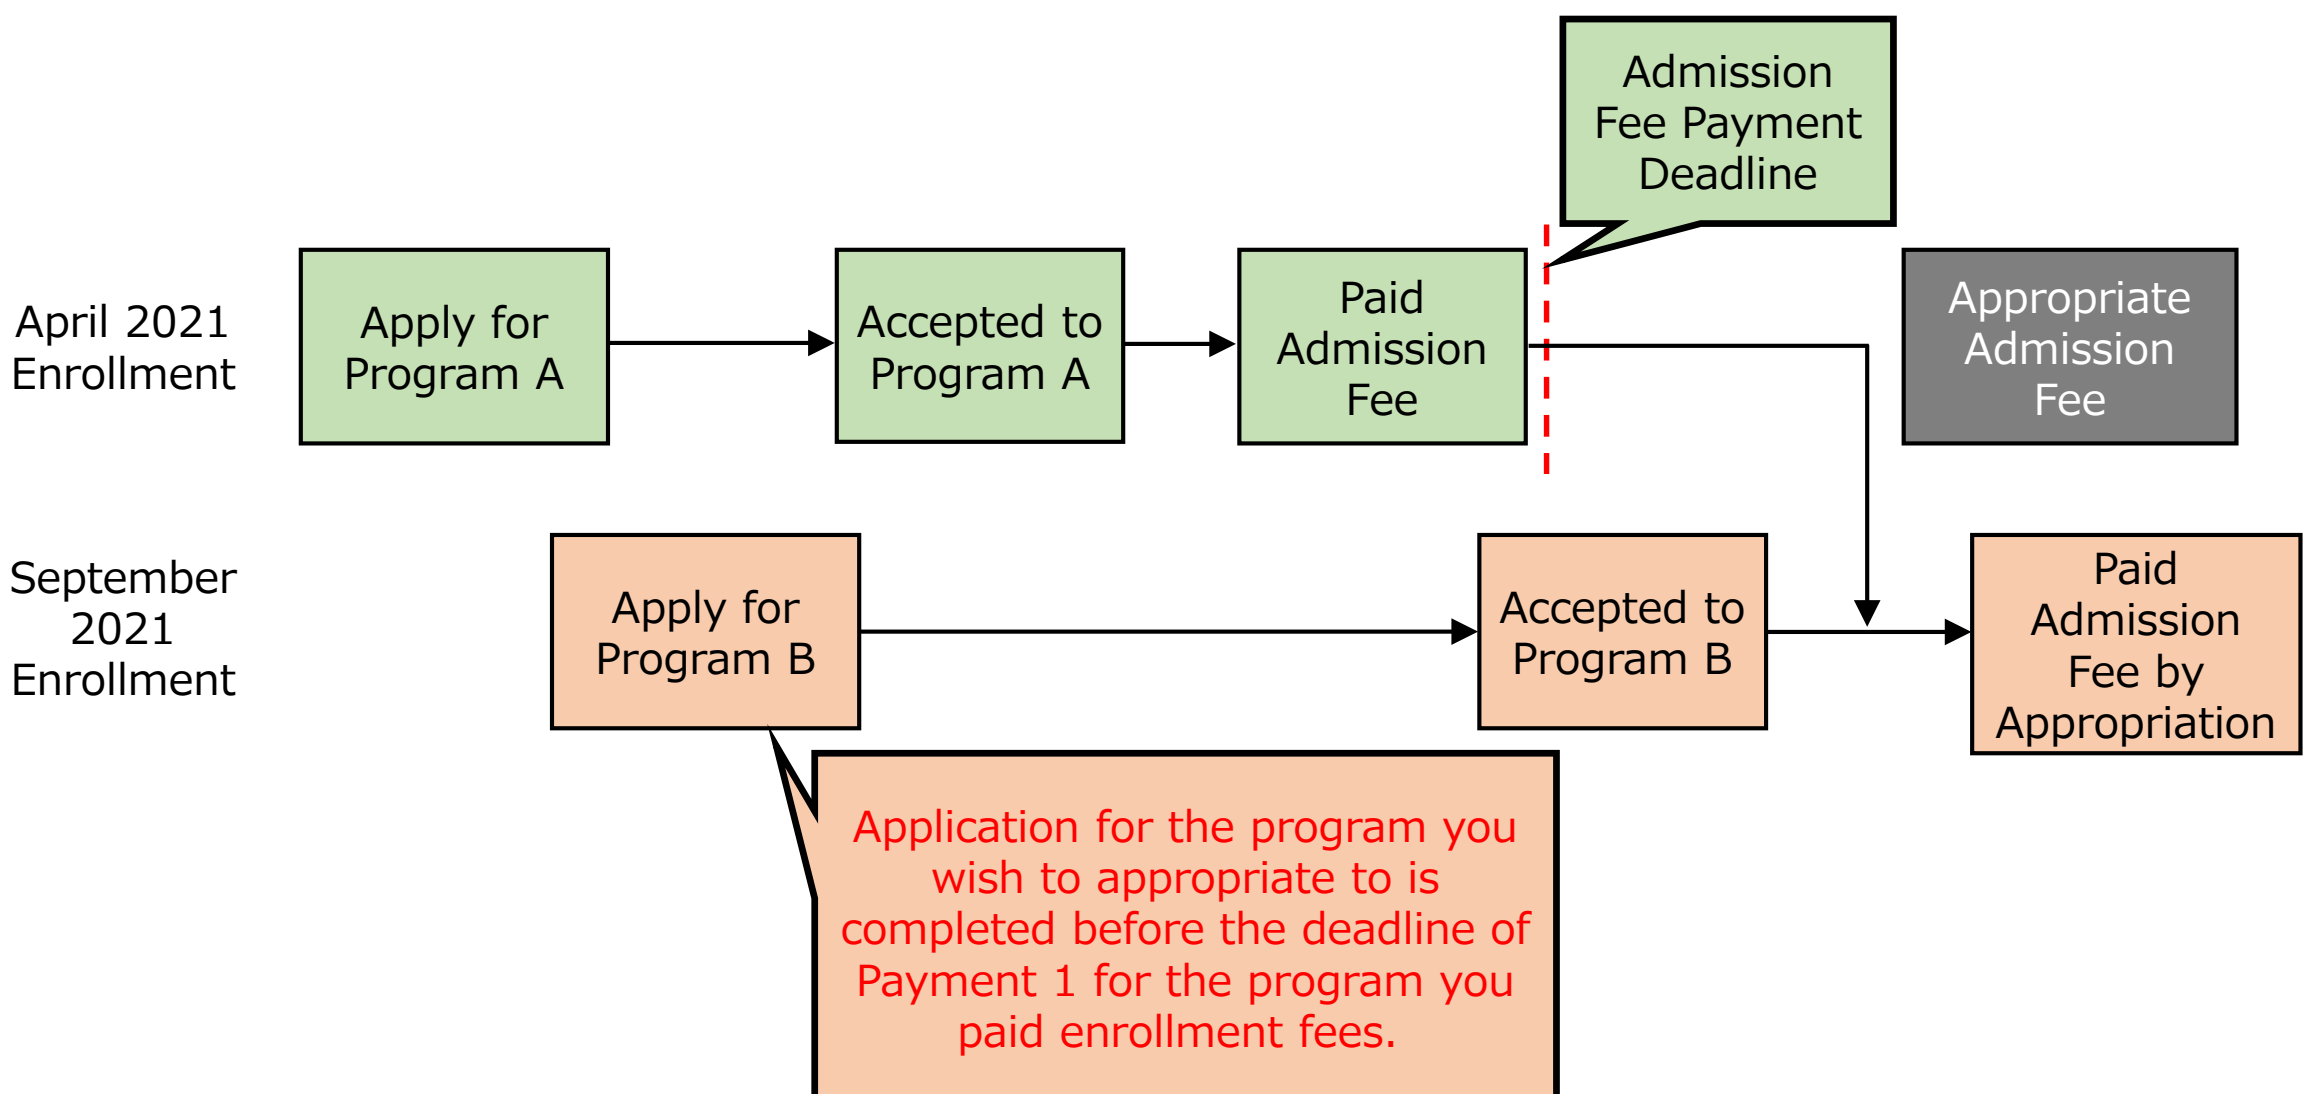 Admission
Fee Payment
Deadline
April 2021
Enrollment
Apply for
Program A
Accepted to
Program A
Paid
Admission
Fee
Appropriate
Admission
Fee
September
2021
Enrollment
Apply for
Program B
Accepted to
Program B
Paid
Admission
Fee by
Appropriation
Application for the program you
wish to appropriate to is
completed before the deadline of
Payment 1 for the program you
paid enrollment fees.